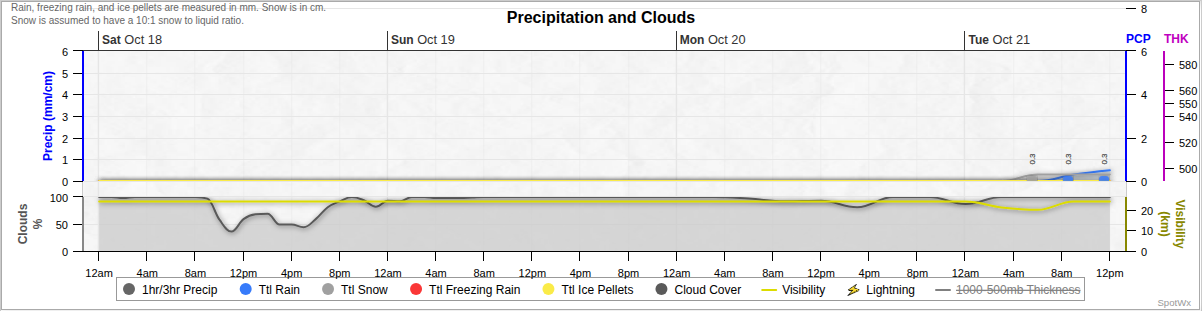 Rain, freezing rain, and ice pellets are measured in mm. Snow is in cm.
Snow is assumed to have a 10:1 snow to liquid ratio.
Precipitation and Clouds
8
Sat Oct 18 Sun Oct 19 Mon Oct 20 Tue Oct 21
PCP THK
6 5 4 3 2 1 0
Precip (mm/cm)
6 4 2 0
580 560 550 540 520 500
0.3 0.3 0.3
100 50 0
Clouds
%
20 10 0
Visibility
(km)
12am 4am 8am 12pm 4pm 8pm 12am 4am 8am 12pm 4pm 8pm 12am 4am 8am 12pm 4pm 8pm 12am 4am 8am 12pm
1hr/3hr Precip Ttl Rain Ttl Snow Ttl Freezing Rain Ttl Ice Pellets Cloud Cover Visibility Lightning 1000-500mb Thickness
SpotWx